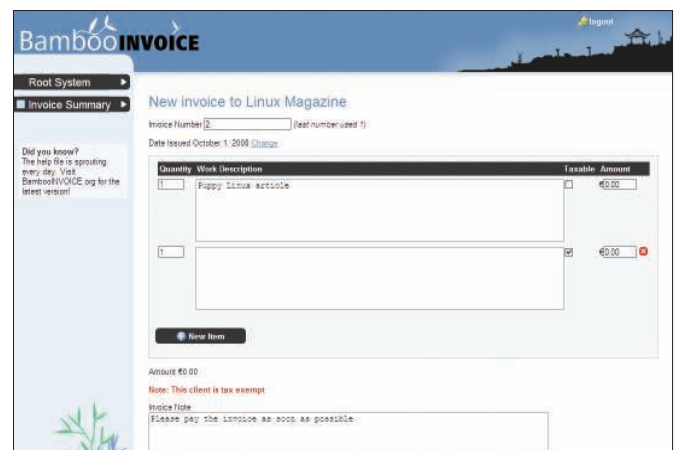 logout
BambooINVOICE
Root System
Invoice Summary
New invoice to Linux Magazine
Invoice Number 2 (last number used 1)
Date Issued October 1, 2008 Change
Did you know?
The help file is sprouting
every day. Visit
BambooINVOICE.org for the
latest version!
Quantity Work Description Taxable Amount
1 Puppy Linux article €0.00
1 €0.00
New Item
Amount €0.00
Note: This client is tax exempt
Invoice Note
Please pay the invoice as soon as possible